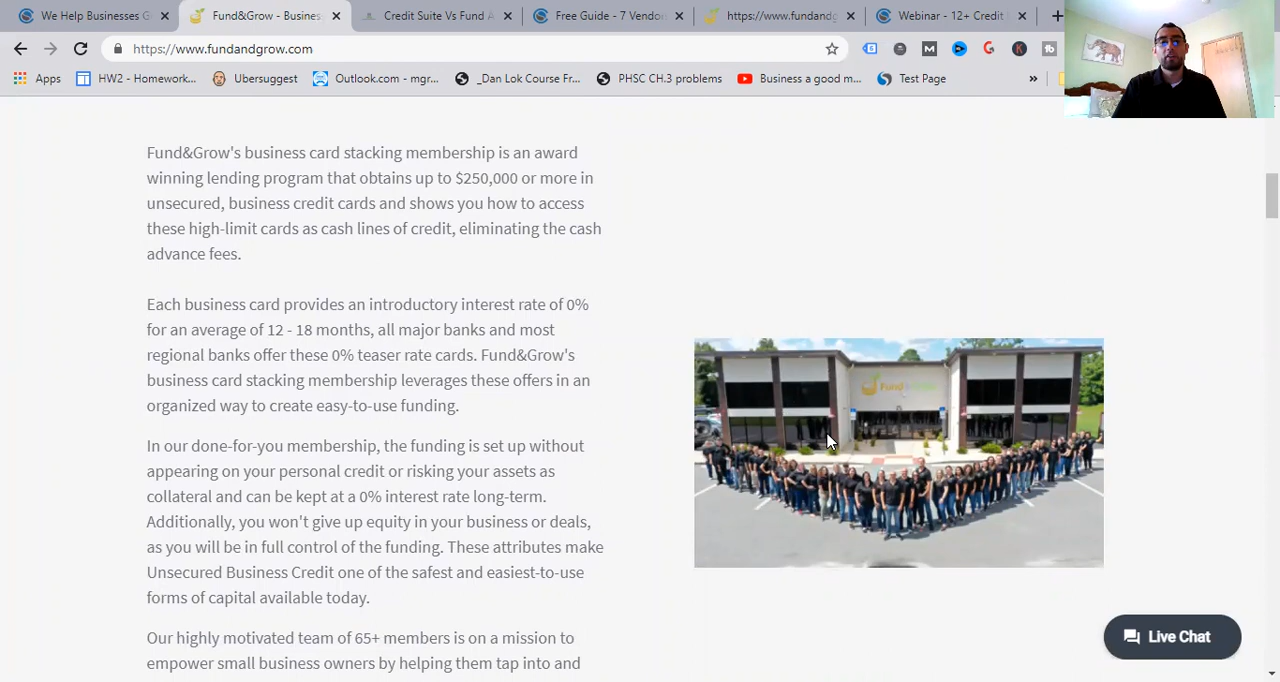 We Help Businesses G
Fund&Grow - Busines
Credit Suite Vs Fund A
Free Guide - 7 Vendo
https://www.fundandg
Webinar - 12+ Credit
https://www.fundandgrow.com
Apps
HW2 - Homework...
Ubersuggest
Outlook.com - mgr...
_Dan Lok Course Fr...
PHSC CH.3 problems
Business a good m...
Test Page
»
Fund&Grow's business card stacking membership is an award
winning lending program that obtains up to $250,000 or more in
unsecured, business credit cards and shows you how to access
these high-limit cards as cash lines of credit, eliminating the cash
advance fees.
Each business card provides an introductory interest rate of 0%
for an average of 12 - 18 months, all major banks and most
regional banks offer these 0% teaser rate cards. Fund&Grow's
business card stacking membership leverages these offers in an
organized way to create easy-to-use funding.
In our done-for-you membership, the funding is set up without
appearing on your personal credit or risking your assets as
collateral and can be kept at a 0% interest rate long-term.
Additionally, you won't give up equity in your business or deals,
as you will be in full control of the funding. These attributes make
Unsecured Business Credit one of the safest and easiest-to-use
forms of capital available today.
Our highly motivated team of 65+ members is on a mission to
empower small business owners by helping them tap into and
Live Chat